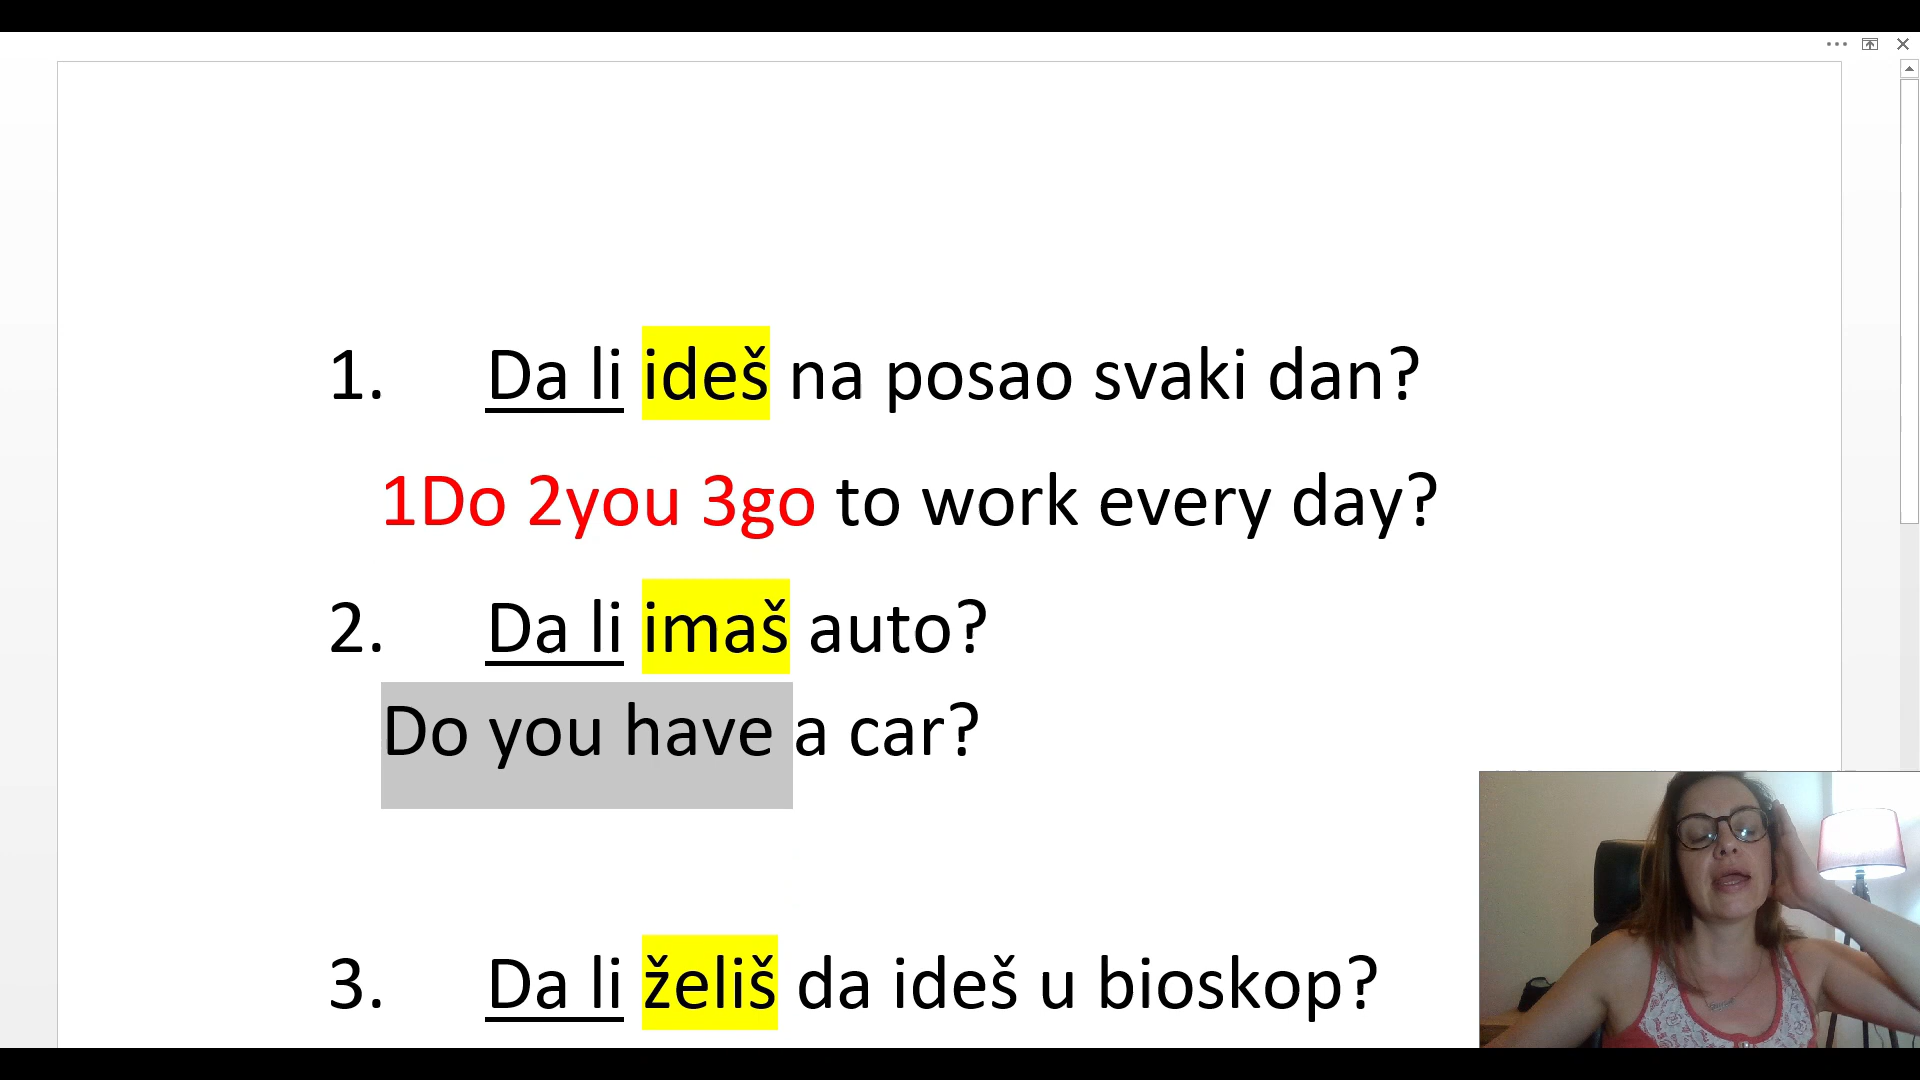 1. Da li ideš na posao svaki dan?
1Do 2you 3go to work every day?
2. Da li imaš auto?
Do you have a car?
3. Da li želiš da ideš u bioskop?